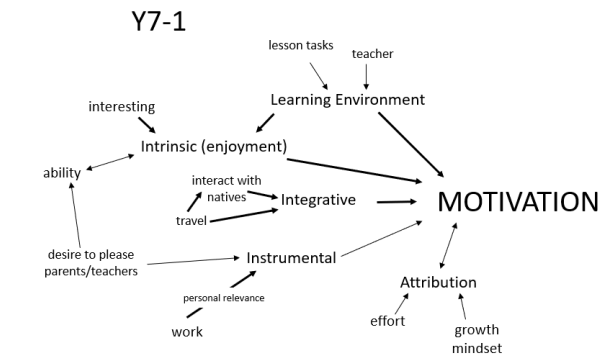 Y7-1
lesson tasks
teacher
interesting
Learning Environment
Intrinsic (enjoyment)
ability
interact with
natives
travel
Integrative
MOTIVATION
desire to please
parents/teachers
Instrumental
personal relevance
work
Attribution
effort
growth
mindset